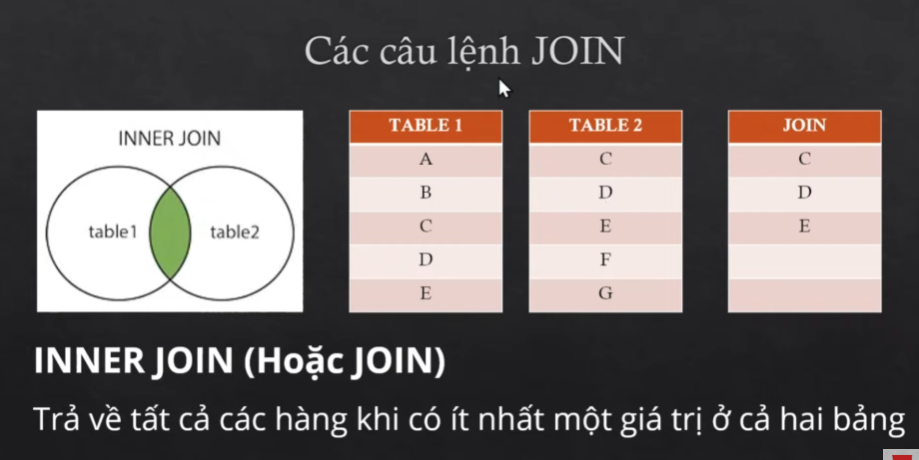 Các câu lệnh JOIN
INNER JOIN
table1 table2
TABLE 1 TABLE 2 JOIN
A C C
B D D
C E E
D F
E G
INNER JOIN (Hoặc JOIN)
Trả về tất cả các hàng khi có ít nhất một giá trị ở cả hai bảng